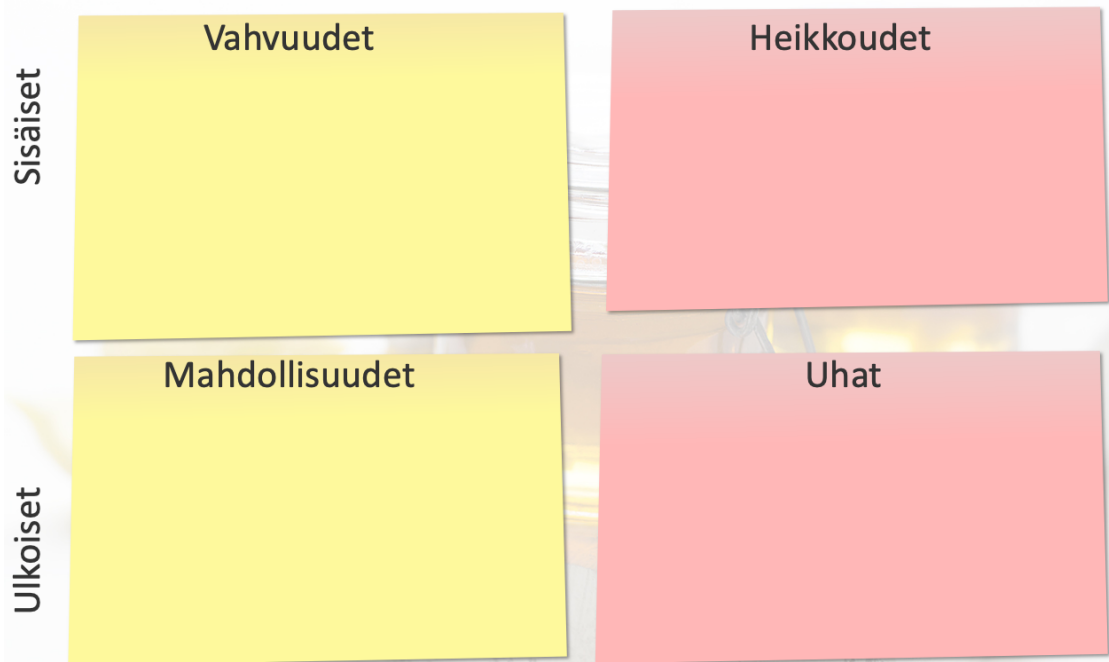 Sisäiset
Vahvuudet
Heikkoudet
Ulkoiset
Mahdollisuudet
Uhat